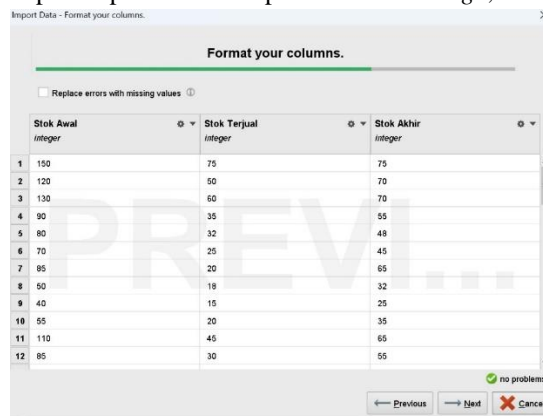 Import Data - Format your columns.
Format your columns.
Replace errors with missing values
Stok Awal Stok Terjual Stok Akhir
integer integer integer
1 150 75 75
2 120 50 70
3 130 60 70
4 90 35 55
5 80 32 48
6 70 25 45
7 85 20 65
8 50 18 32
9 40 15 25
10 55 20 35
11 110 45 65
12 85 30 55
PREVI...
no problems
Previous Next Cance